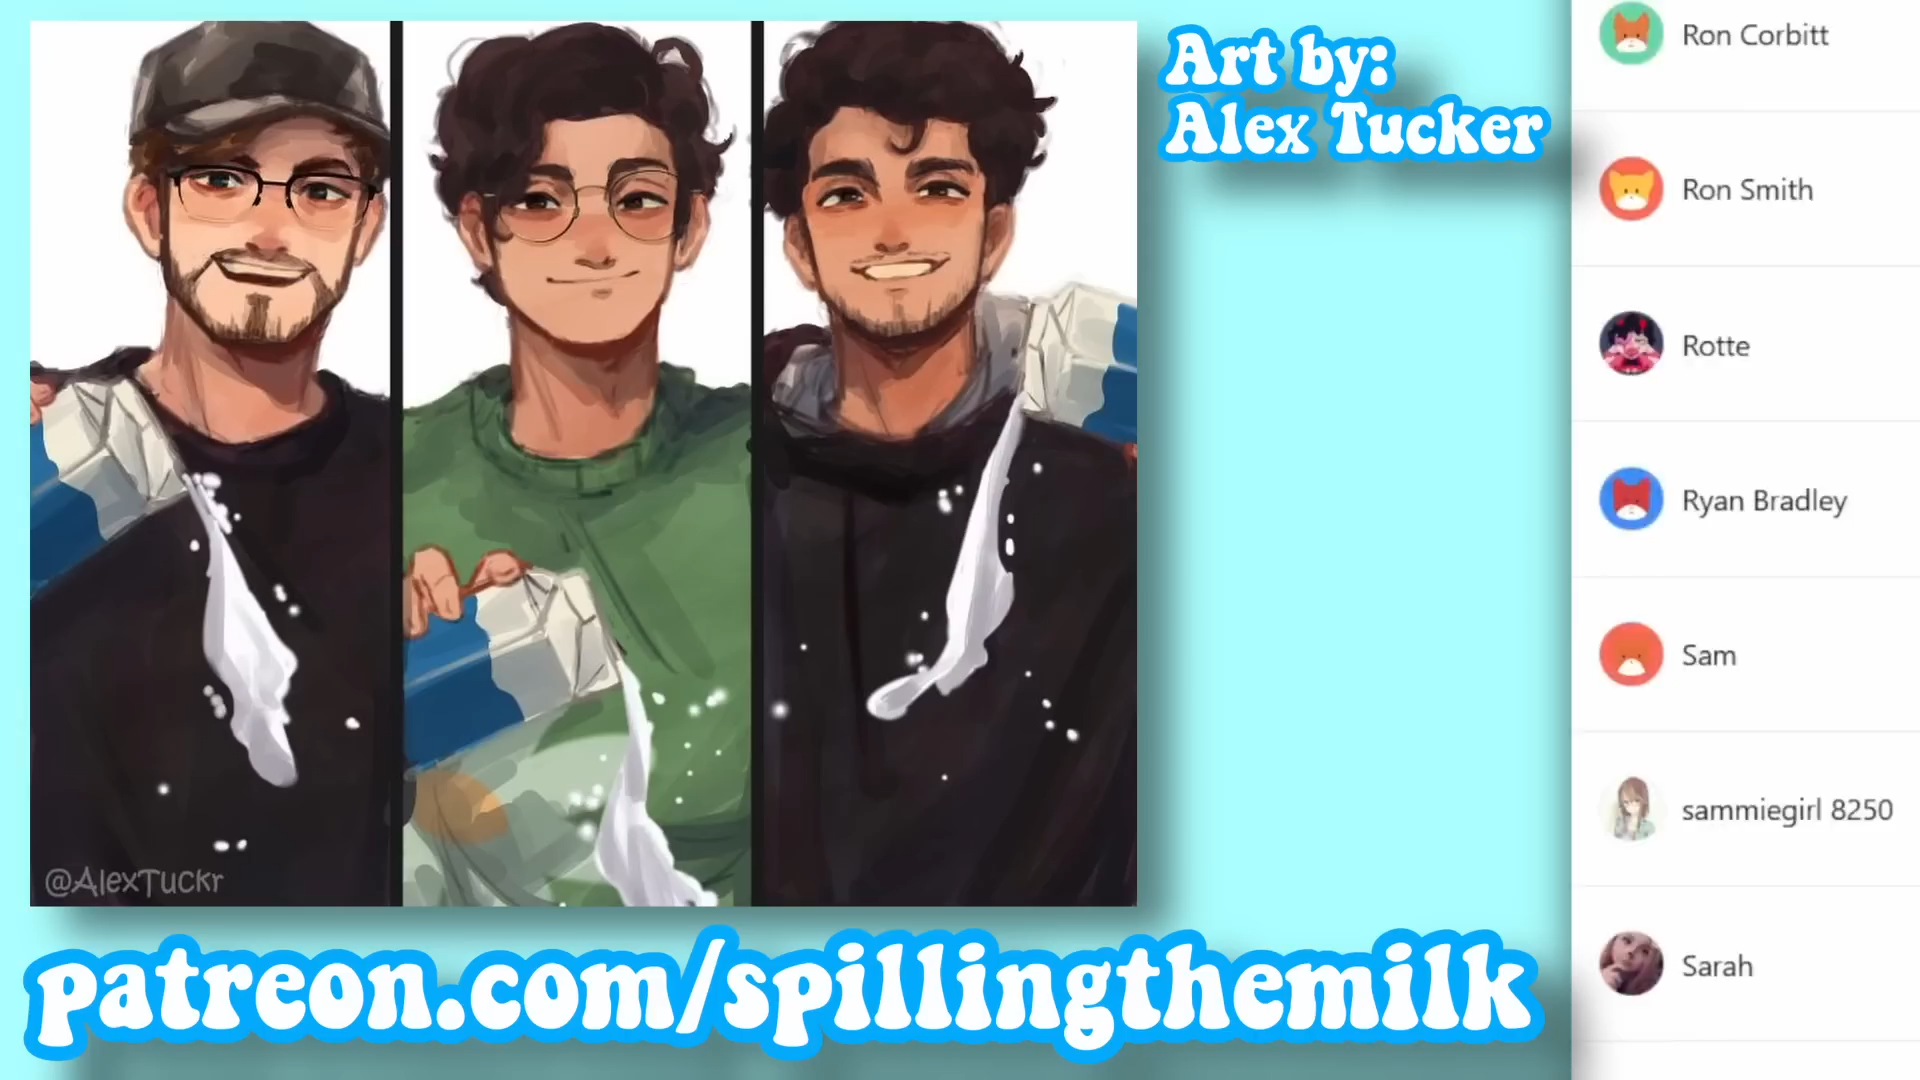 Art by:
Alex Tucker
@AlexTuckr
patreon.com/spillingthemilk
Ron Corbitt
Ron Smith
Rotte
Ryan Bradley
Sam
sammiegirl 8250
Sarah